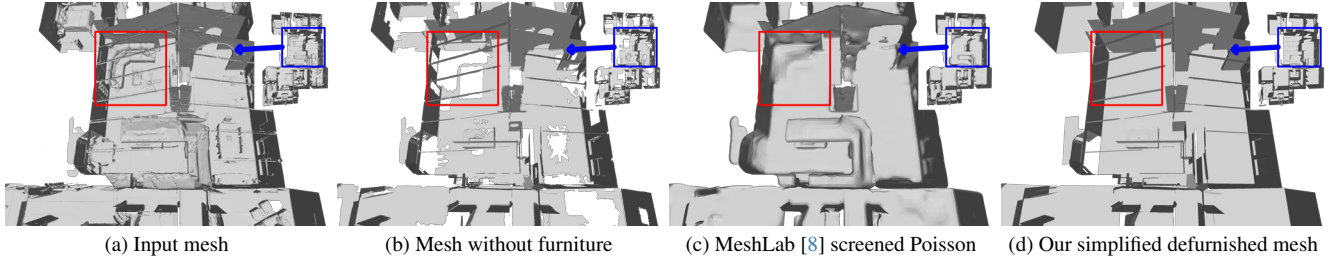 (a) Input mesh
(b) Mesh without furniture
(c) MeshLab [8] screened Poisson
(d) Our simplified defurnished mesh